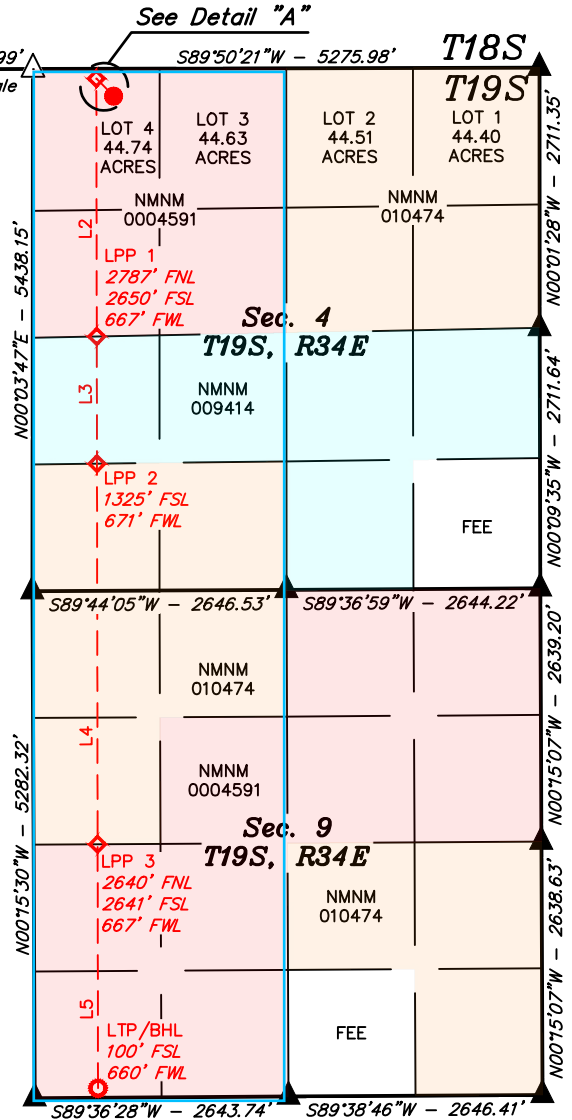 See Detail "A"
99'
S89°50'21"W – 5275.98'
T18S
T19S
ale
LOT 4
44.74
ACRES
LOT 3
44.63
ACRES
LOT 2
44.51
ACRES
LOT 1
44.40
ACRES
N00°01'28"W – 2711.35'
NMNM
0004591
NMNM
010474
L2
N00°03'47"E – 5438.15'
LPP 1
2787' FNL
2650' FSL
667' FWL
Sec. 4
T19S, R34E
L3
NMNM
009414
N00°09'35"W – 2711.64'
LPP 2
1325' FSL
671' FWL
FEE
S89°44'05"W – 2646.53'
S89°36'59"W – 2644.22'
NMNM
010474
N00°15'07"W – 2639.20'
L4
NMNM
0004591
N00°15'30"W – 5282.32'
Sec. 9
T19S, R34E
LPP 3
2640' FNL
2641' FSL
667' FWL
NMNM
010474
N00°15'07"W – 2638.63'
L5
LTP/BHL
100' FSL
660' FWL
FEE
S89°36'28"W – 2643.74'
S89°38'46"W – 2646.41'